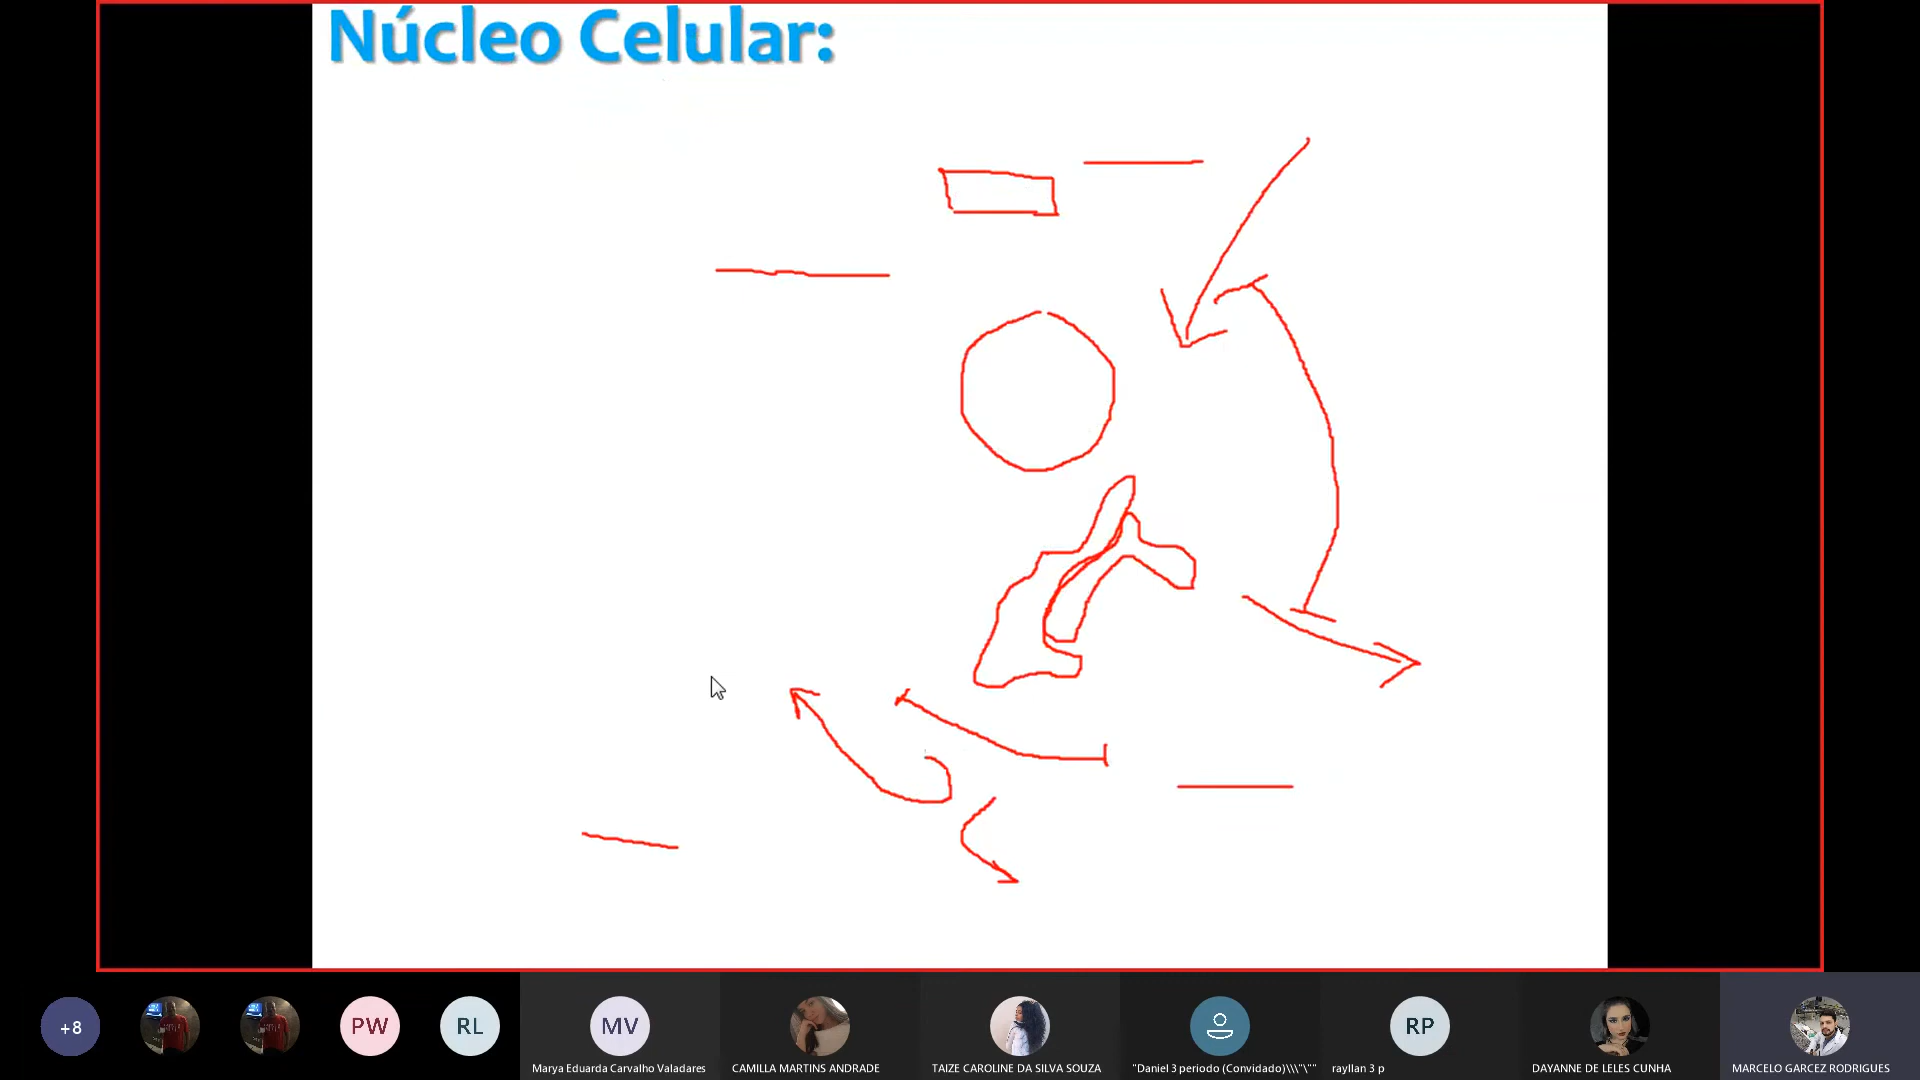 Núcleo Celular:
+8
PW
RL
MV
RP
Marya Eduarda Carvalho Valadares
CAMILLA MARTINS ANDRADE
TAIZE CAROLINE DA SILVA SOUZA
"Daniel 3 periodo (Convidado)\\\"\""
rayllan 3 p
DAYANNE DE LELES CUNHA
MARCELO GARCEZ RODRIGUES